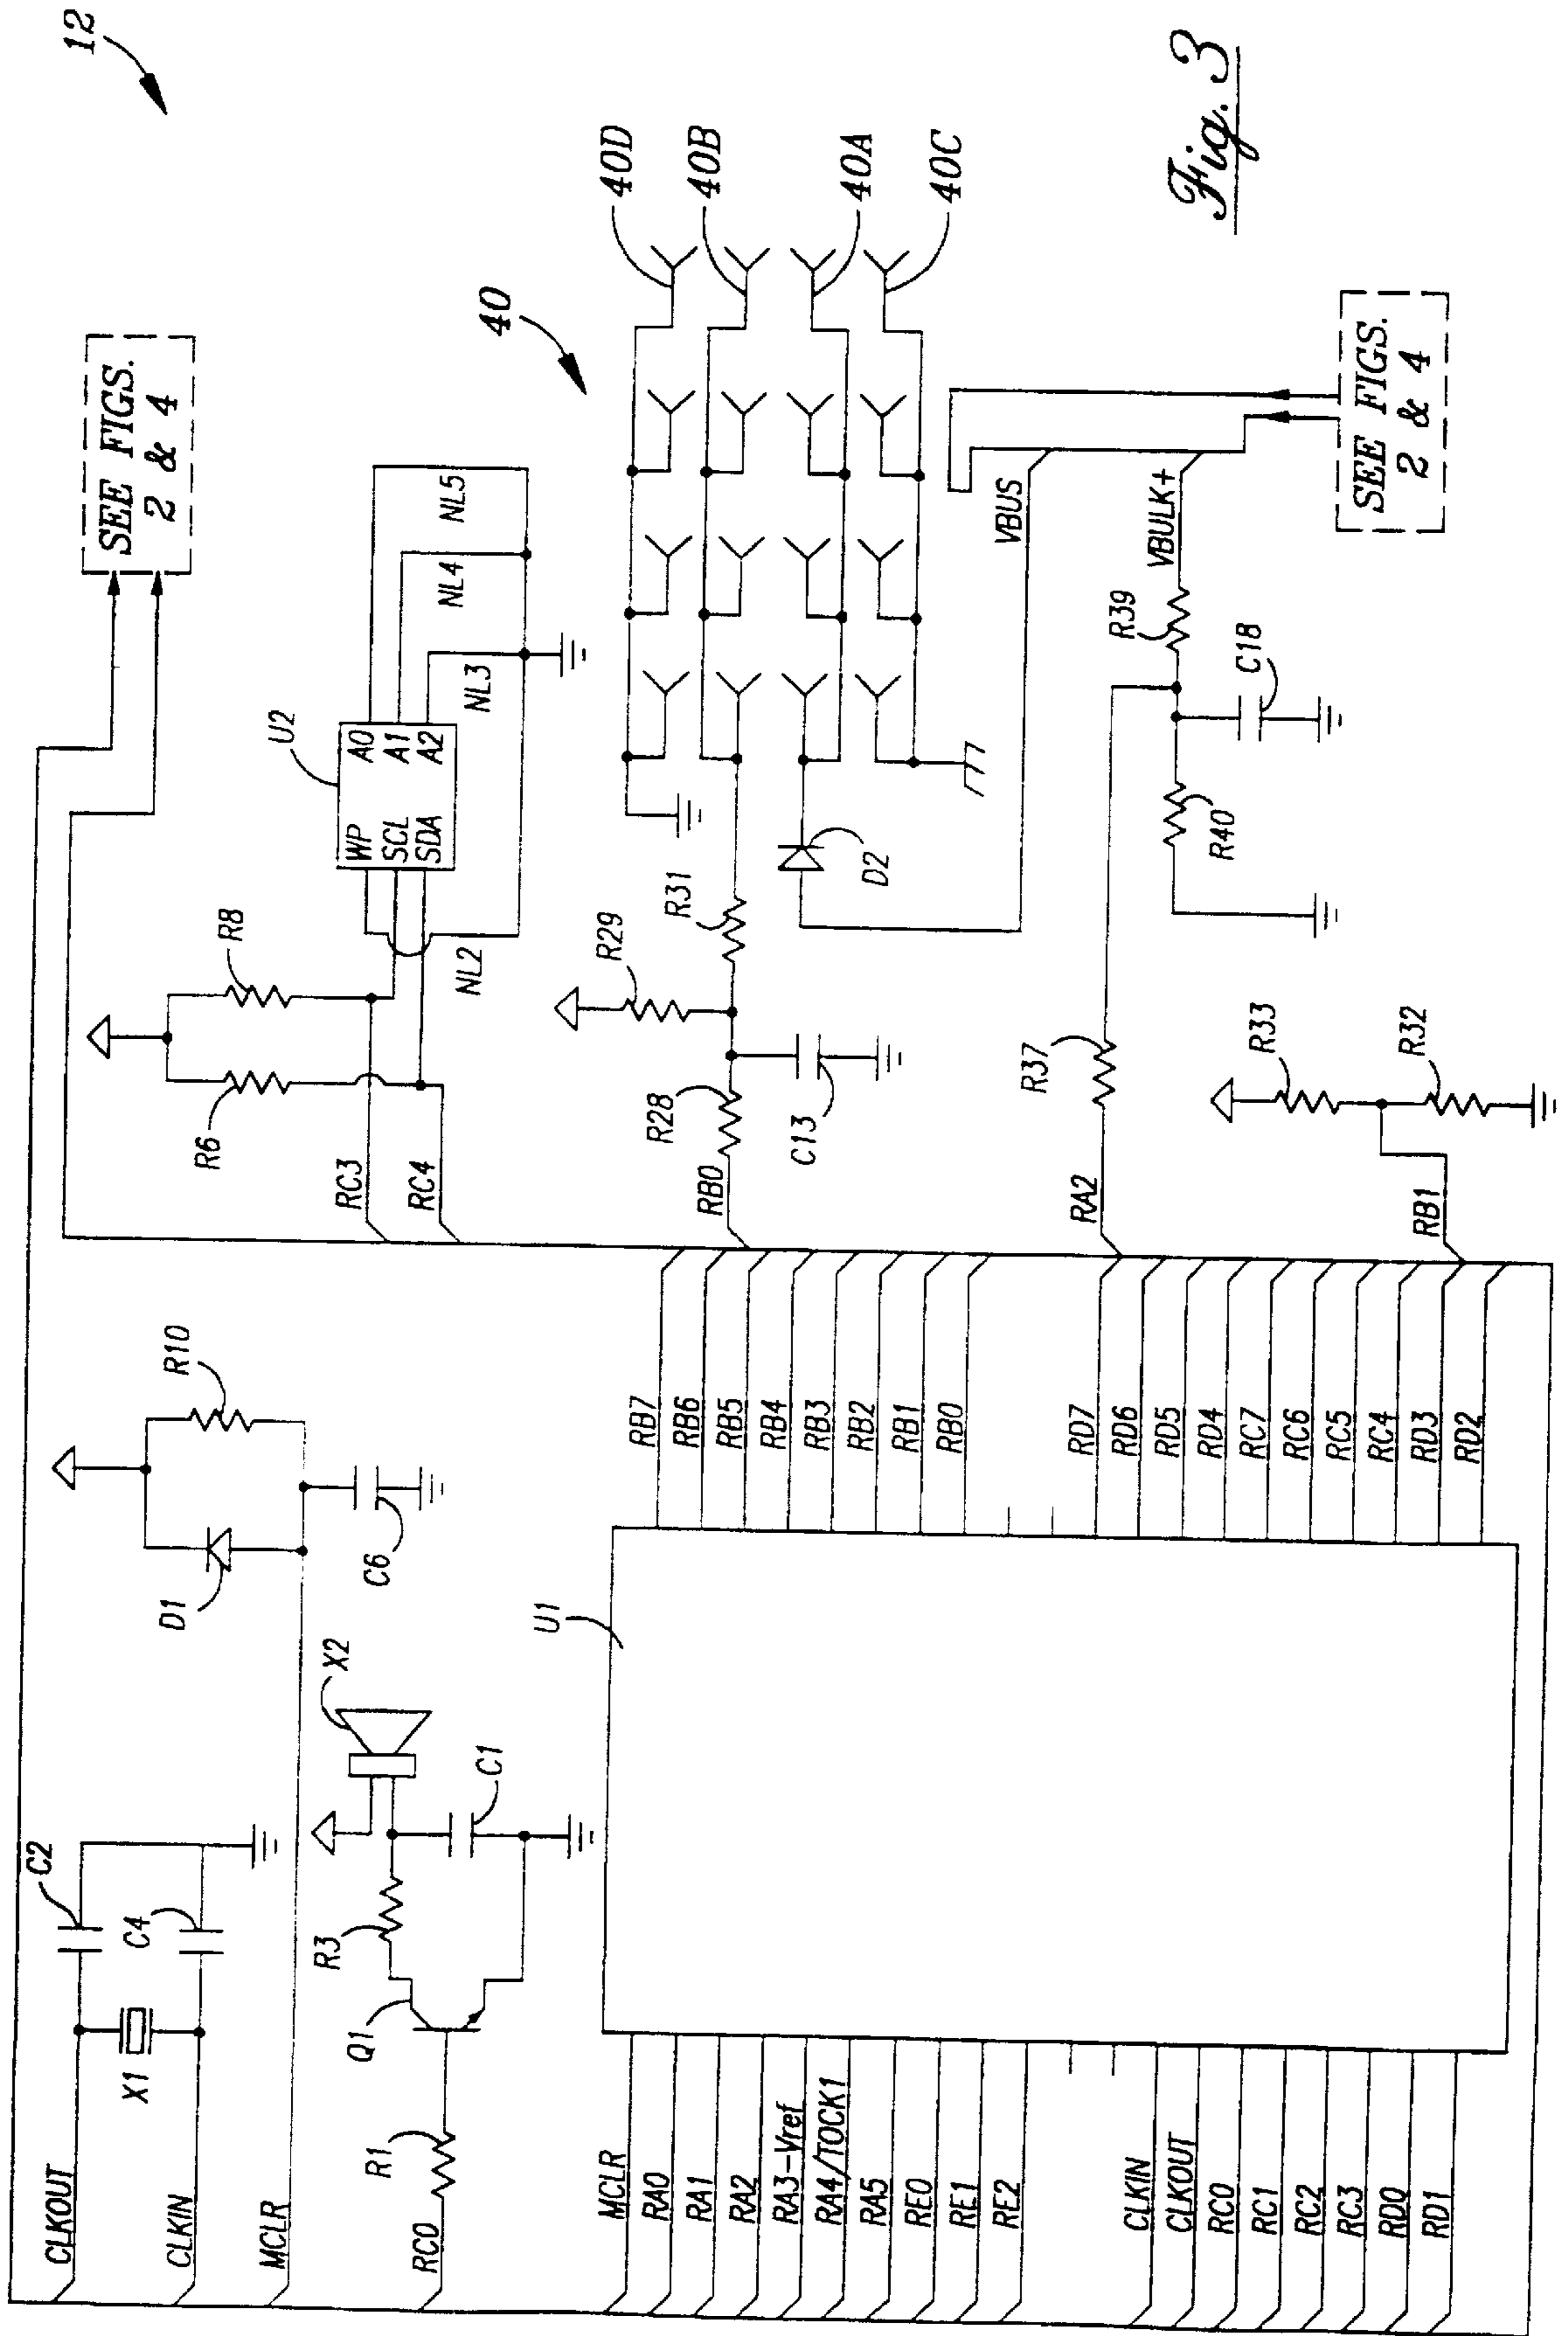 12
SEE FIGS.
2 & 4
CLKOUT
CLKIN
MCLR
C2
C4
X1
D1
R10
C6
RC0
R1
Q1
R3
X2
C1
R6
R8
RC3
RC4
U2
WP
SCL
SDA
A0
A1
A2
NL2
NL3
NL4
NL5
40
40D
40B
40A
40C
RB0
R28
R29
R31
C13
D2
VBUS
VBULK+
RA2
R37
R39
R40
C18
RB1
R33
R32
SEE FIGS.
2 & 4
U1
MCLR
RA0
RA1
RA2
RA3-Vref
RA4/TOCK1
RA5
RE0
RE1
RE2
CLKIN
CLKOUT
RC0
RC1
RC2
RC3
RD0
RD1
RB7
RB6
RB5
RB4
RB3
RB2
RB1
RB0
RD7
RD6
RD5
RD4
RC7
RC6
RC5
RC4
RD3
RD2
Fig. 3